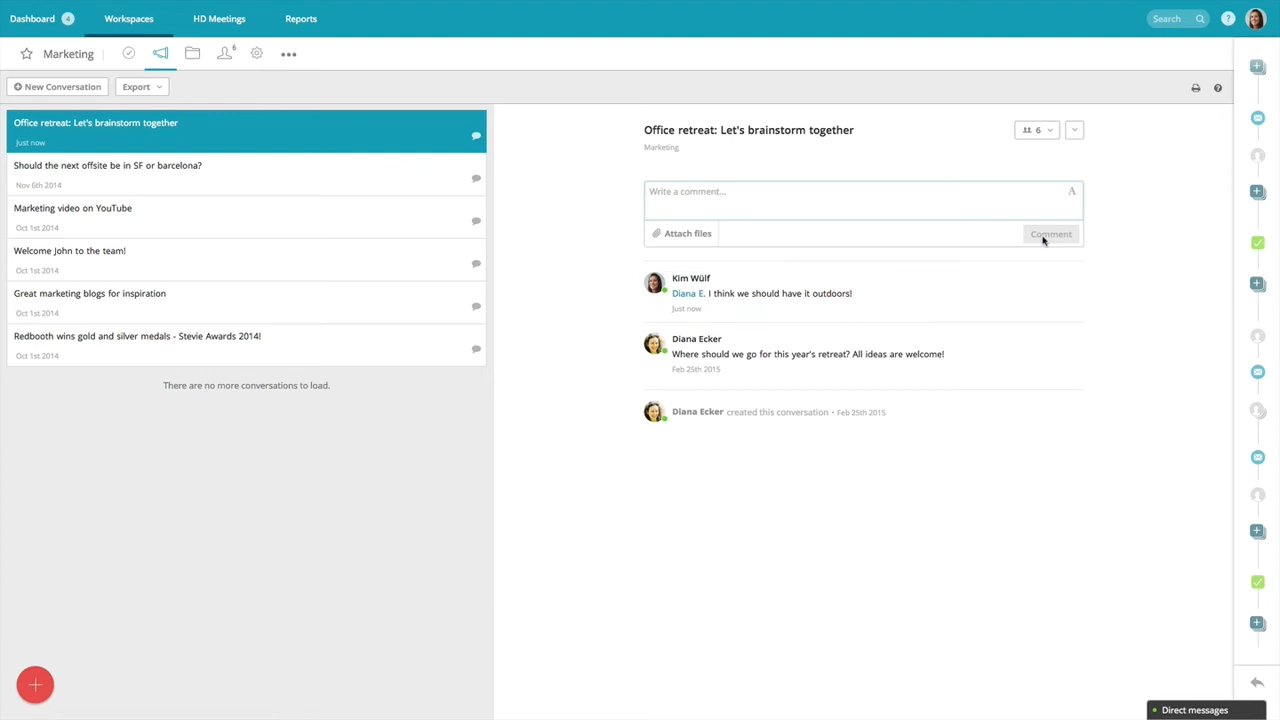 Dashboard 4 Workspaces HD Meetings Reports Search ?
Marketing 6
New Conversation Export ?
Office retreat: Let's brainstorm together
Just now
Should the next offsite be in SF or barcelona?
Nov 6th 2014
Marketing video on YouTube
Oct 1st 2014
Welcome John to the team!
Oct 1st 2014
Great marketing blogs for inspiration
Oct 1st 2014
Redbooth wins gold and silver medals - Stevie Awards 2014!
Oct 1st 2014
There are no more conversations to load.
Office retreat: Let's brainstorm together 6
Marketing
Write a comment... A
Attach files Comment
Kim Wülf
Diana E. I think we should have it outdoors!
Just now
Diana Ecker
Where should we go for this year's retreat? All ideas are welcome!
Feb 25th 2015
Diana Ecker created this conversation • Feb 25th 2015
Direct messages